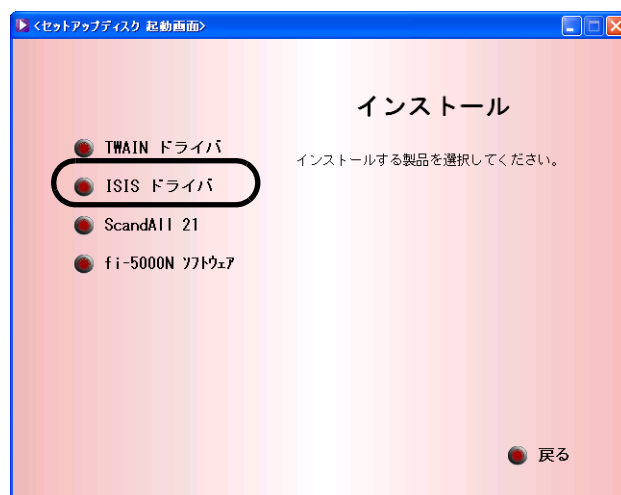 <セットアップディスク 起動画面>
インストール
TWAIN ドライバ
インストールする製品を選択してください。
ISIS ドライバ
ScandAll 21
fi-5000N ソフトウェア
戻る